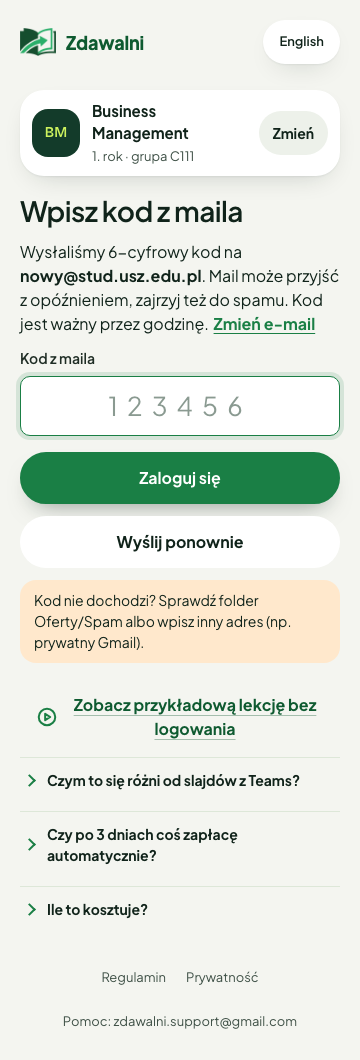 Zdawalni
English
BM
Business
Management
1. rok · grupa C111
Zmień
Wpisz kod z maila
Wysłaliśmy 6-cyfrowy kod na
nowy@stud.usz.edu.pl. Mail może przyjść
z opóźnieniem, zajrzyj też do spamu. Kod
jest ważny przez godzinę. Zmień e-mail
Kod z maila
1 2 3 4 5 6
Zaloguj się
Wyślij ponownie
Kod nie dochodzi? Sprawdź folder
Oferty/Spam albo wpisz inny adres (np.
prywatny Gmail).
Zobacz przykładową lekcję bez
logowania
Czym to się różni od slajdów z Teams?
Czy po 3 dniach coś zapłacę
automatycznie?
Ile to kosztuje?
Regulamin Prywatność
Pomoc: zdawalni.support@gmail.com